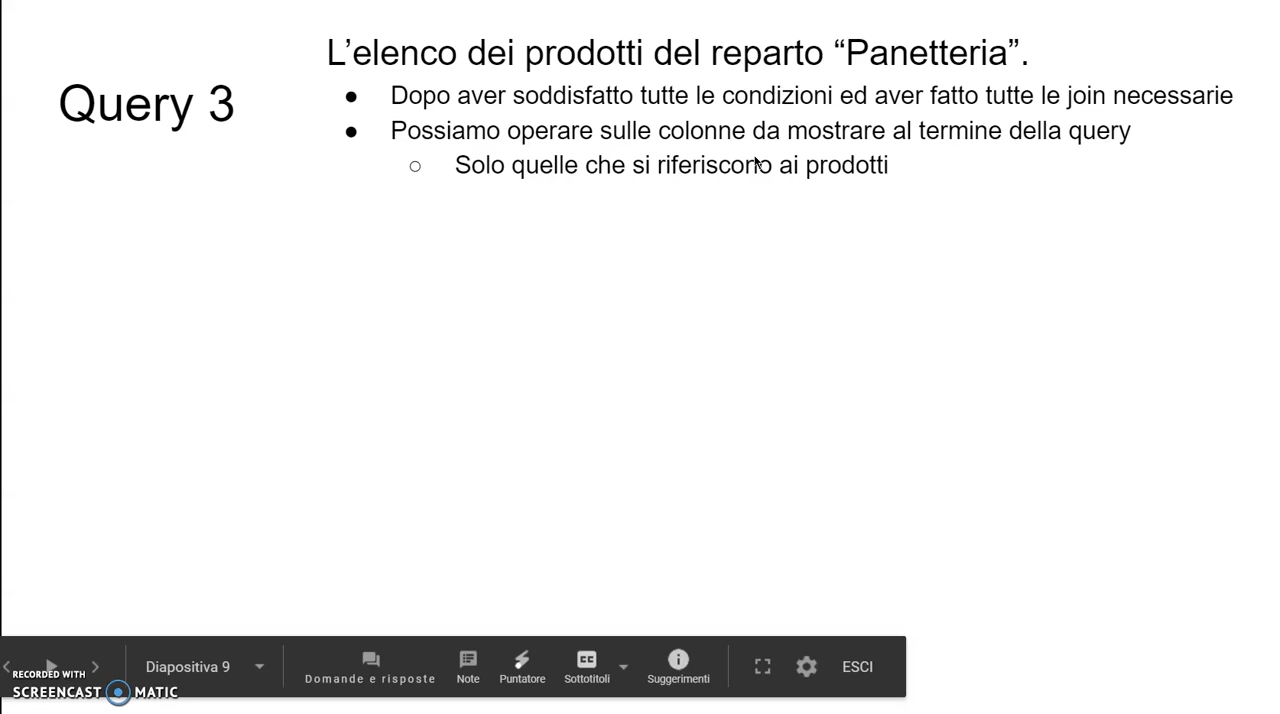 L’elenco dei prodotti del reparto “Panetteria”.
Query 3
● Dopo aver soddisfatto tutte le condizioni ed aver fatto tutte le join necessarie
● Possiamo operare sulle colonne da mostrare al termine della query
○ Solo quelle che si riferiscono ai prodotti
Diapositiva 9
Domande e risposte
Note
Puntatore
CC
Sottotitoli
Suggerimenti
ESCI
RECORDED WITH
SCREENCAST MATIC